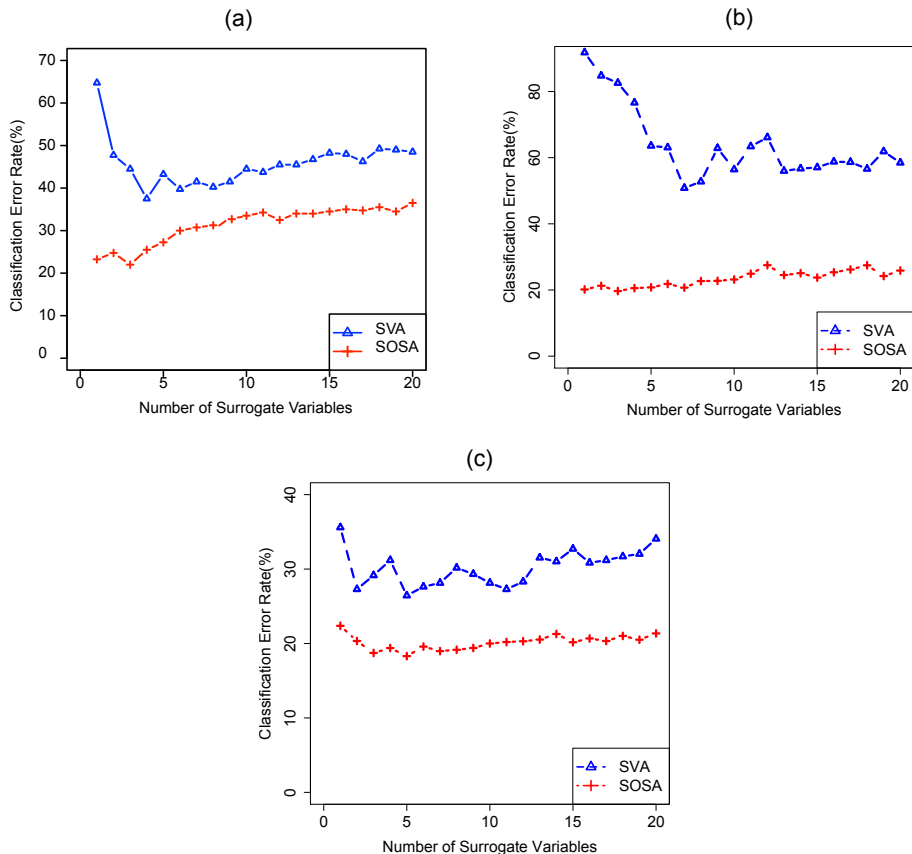 (a)
70
60
50
40
30
20
10
0
Classification Error Rate(%)
SVA
SOSA
0 5 10 15 20
Number of Surrogate Variables
(b)
80
60
40
20
0
Classification Error Rate(%)
SVA
SOSA
0 5 10 15 20
Number of Surrogate Variables
(c)
40
30
20
10
0
Classification Error Rate(%)
SVA
SOSA
0 5 10 15 20
Number of Surrogate Variables